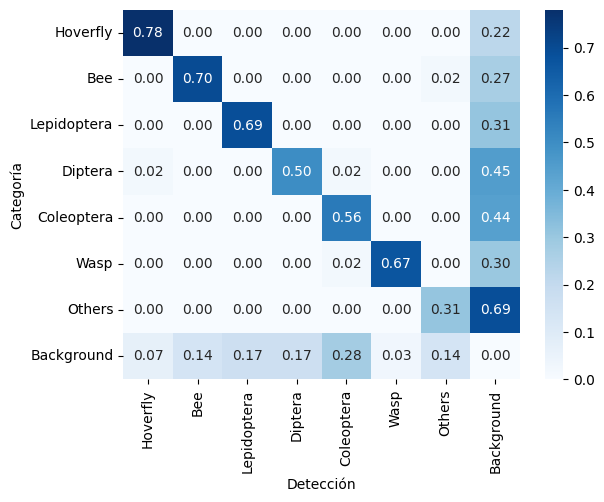 Categoría
Hoverfly 0.78 0.00 0.00 0.00 0.00 0.00 0.00 0.22
Bee 0.00 0.70 0.00 0.00 0.00 0.00 0.02 0.27
Lepidoptera 0.00 0.00 0.69 0.00 0.00 0.00 0.00 0.31
Diptera 0.02 0.00 0.00 0.50 0.02 0.00 0.00 0.45
Coleoptera 0.00 0.00 0.00 0.00 0.56 0.00 0.00 0.44
Wasp 0.00 0.00 0.00 0.00 0.02 0.67 0.00 0.30
Others 0.00 0.00 0.00 0.00 0.00 0.00 0.31 0.69
Background 0.07 0.14 0.17 0.17 0.28 0.03 0.14 0.00
Hoverfly Bee Lepidoptera Diptera Coleoptera Wasp Others Background
Detección
0.7
0.6
0.5
0.4
0.3
0.2
0.1
0.0